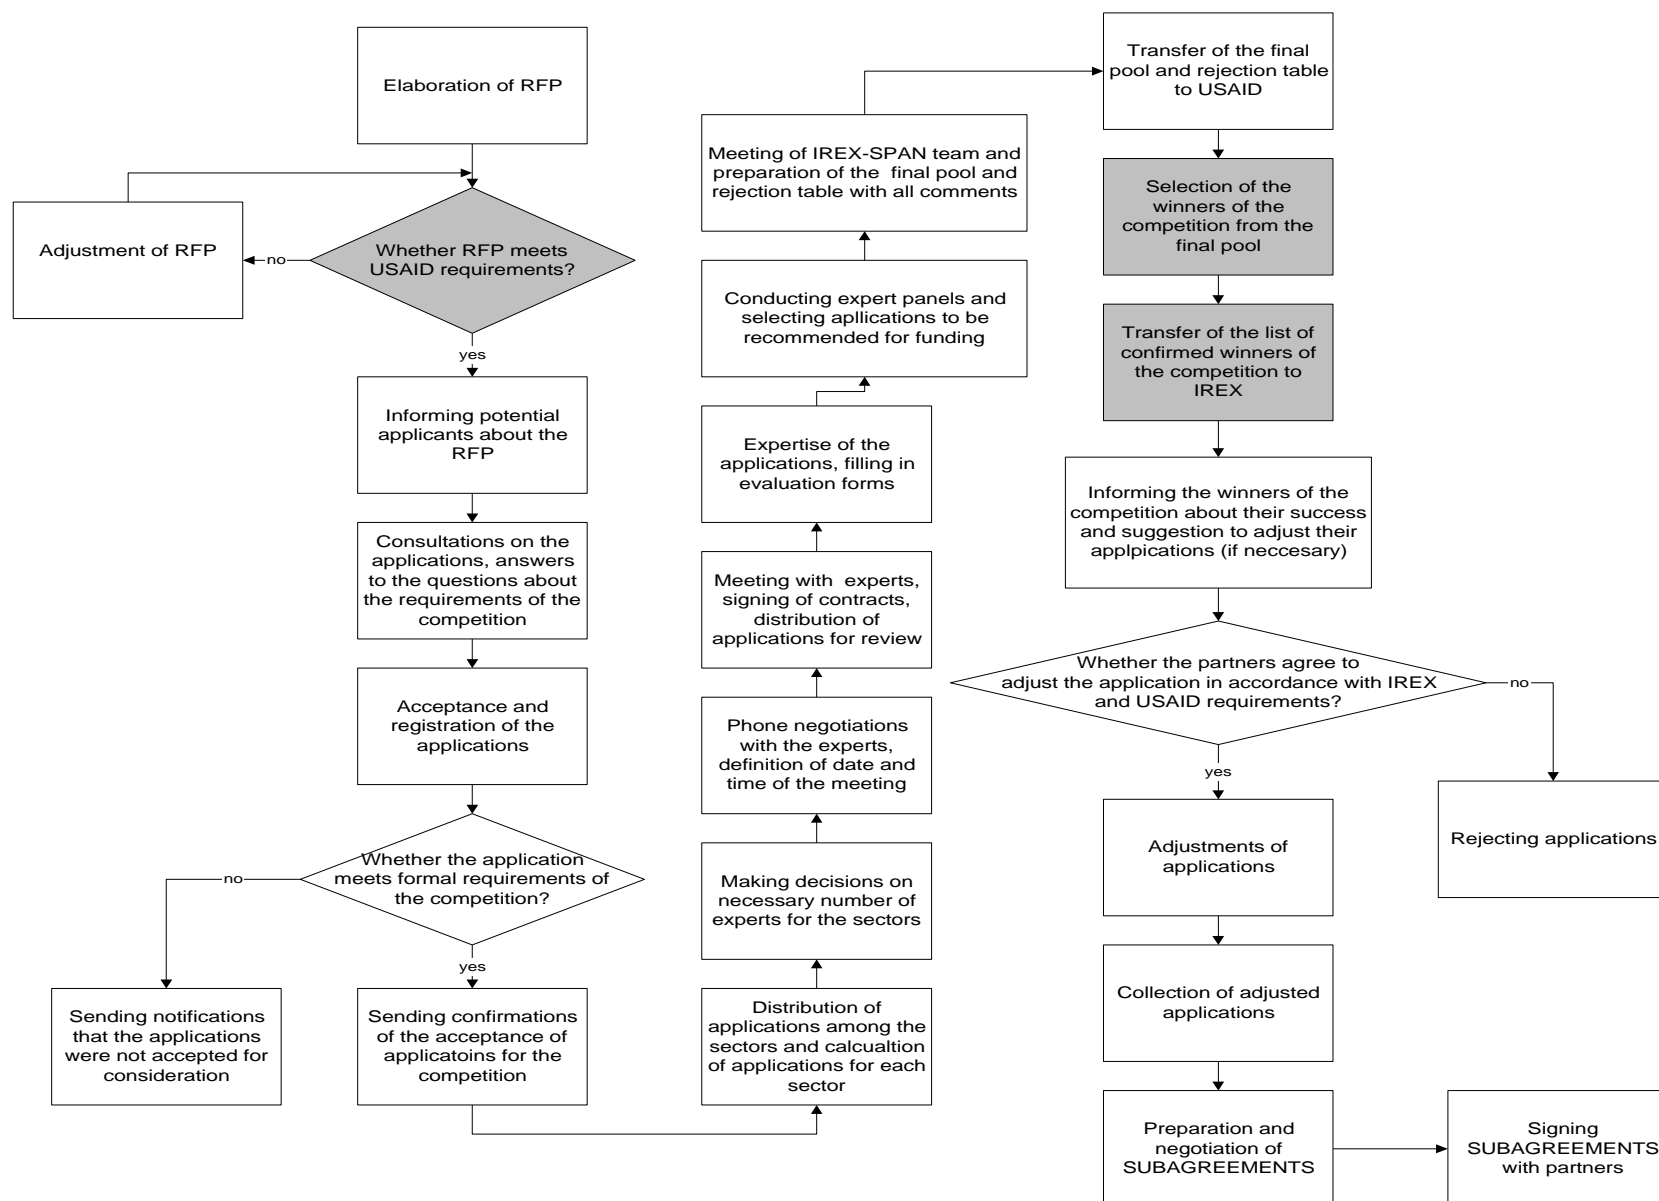 Elaboration of RFP
Adjustment of RFP
no
Whether RFP meets
USAID requirements?
yes
Informing potential
applicants about the
RFP
Consultations on the
applications, answers
to the questions about
the requirements of the
competition
Acceptance and
registration of the
applications
Whether the application
meets formal requirements of
the competition?
no
yes
Sending notifications
that the applications
were not accepted for
consideration
Sending confirmations
of the acceptance of
applicatoins for the
competition
Distribution of
applications among the
sectors and calcualtion
of applications for each
sector
Making decisions on
necessary number of
experts for the sectors
Phone negotiations
with the experts,
definition of date and
time of the meeting
Meeting with experts,
signing of contracts,
distribution of
applications for review
Expertise of the
applications, filling in
evaluation forms
Conducting expert panels and
selecting apllications to be
recommended for funding
Meeting of IREX-SPAN team and
preparation of the final pool and
rejection table with all comments
Transfer of the final
pool and rejection table
to USAID
Selection of the
winners of the
competition from the
final pool
Transfer of the list of
confirmed winners of
the competition to
IREX
Informing the winners of the
competition about their success
and suggestion to adjust their
applpications (if neccesary)
Whether the partners agree to
adjust the application in accordance with IREX
and USAID requirements?
no
yes
Rejecting applications
Adjustments of
applications
Collection of adjusted
applications
Preparation and
negotiation of
SUBAGREEMENTS
Signing
SUBAGREEMENTS
with partners